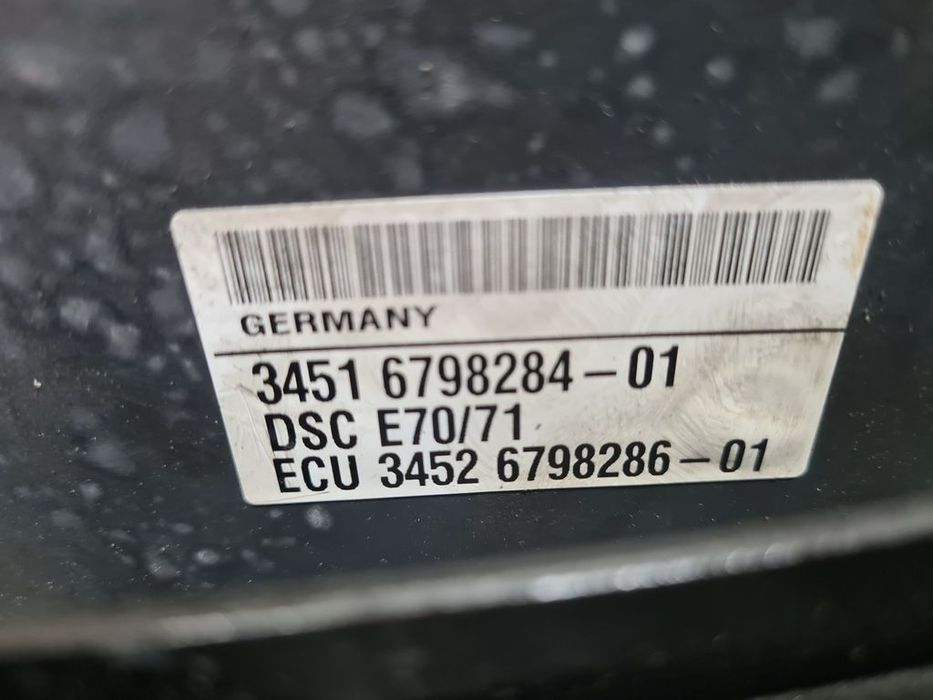 GERMANY
3451 6798284-01
DSC E70/71
ECU 3452 6798286-01